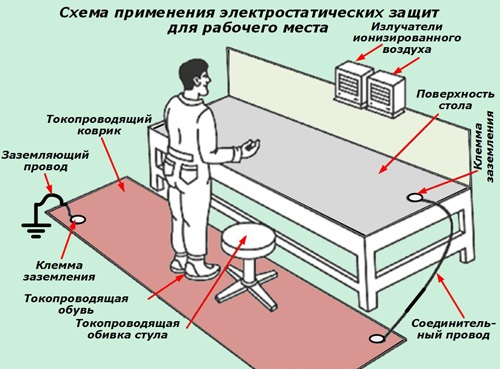 Схема применения электростатических защит
для рабочего места
Излучатели
ионизированного
воздуха
Поверхность
стола
Клемма
заземления
Токопроводящий
коврик
Заземляющий
провод
Клемма
заземления
Токопроводящая
обувь
Токопроводящая
обивка стула
Соединитель-
ный провод